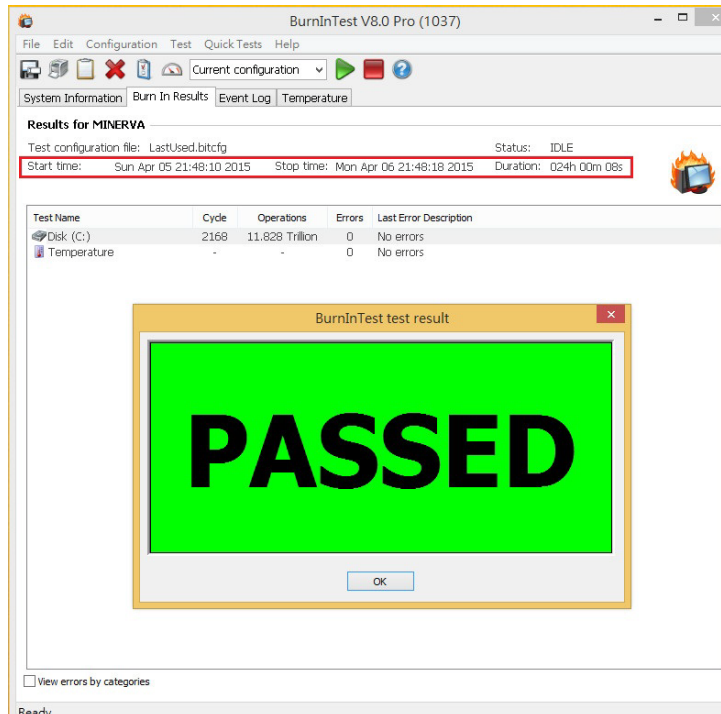 BurnInTest V8.0 Pro (1037)
File Edit Configuration Test Quick Tests Help
Current configuration
System Information Burn In Results Event Log Temperature
Results for MINERVA
Test configuration file: LastUsed.bitcfg Status: IDLE
Start time: Sun Apr 05 21:48:10 2015 Stop time: Mon Apr 06 21:48:18 2015 Duration: 024h 00m 08s
Test Name Cycle Operations Errors Last Error Description
Disk (C:) 2168 11.828 Trillion 0 No errors
Temperature - - 0 No errors
BurnInTest test result
PASSED
OK
View errors by categories
Ready